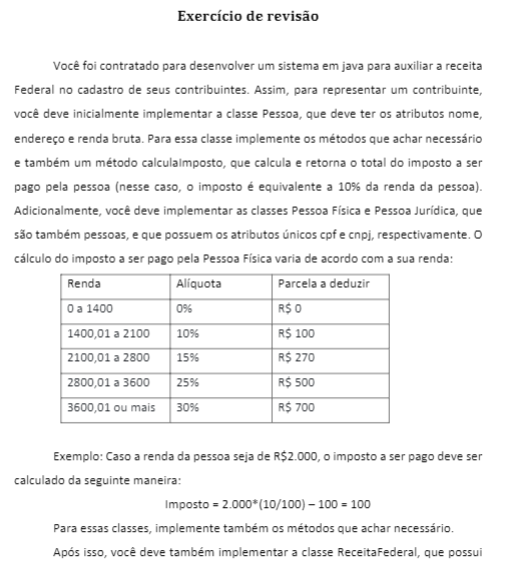 Exercício de revisão
Você foi contratado para desenvolver um sistema em java para auxiliar a receita
Federal no cadastro de seus contribuintes. Assim, para representar um contribuinte,
você deve inicialmente implementar a classe Pessoa, que deve ter os atributos nome,
endereço e renda bruta. Para essa classe implemente os métodos que achar necessário
e também um método calculaImposto, que calcula e retorna o total do imposto a ser
pago pela pessoa (nesse caso, o imposto é equivalente a 10% da renda da pessoa).
Adicionalmente, você deve implementar as classes Pessoa Física e Pessoa Jurídica, que
são também pessoas, e que possuem os atributos únicos cpf e cnpj, respectivamente. O
cálculo do imposto a ser pago pela Pessoa Física varia de acordo com a sua renda:
Renda Alíquota Parcela a deduzir
0 a 1400 0% R$ 0
1400,01 a 2100 10% R$ 100
2100,01 a 2800 15% R$ 270
2800,01 a 3600 25% R$ 500
3600,01 ou mais 30% R$ 700
Exemplo: Caso a renda da pessoa seja de R$2.000, o imposto a ser pago deve ser
calculado da seguinte maneira:
Imposto = 2.000*(10/100) – 100 = 100
Para essas classes, implemente também os métodos que achar necessário.
Após isso, você deve também implementar a classe ReceitaFederal, que possui